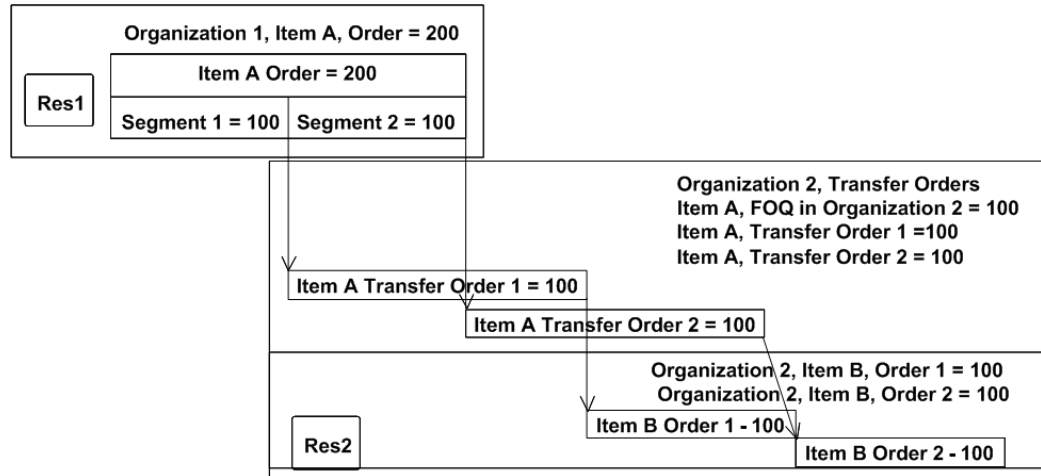 Organization 1, Item A, Order = 200
Item A Order = 200
Res1
Segment 1 = 100
Segment 2 = 100
Organization 2, Transfer Orders
Item A, FOQ in Organization 2 = 100
Item A, Transfer Order 1 =100
Item A, Transfer Order 2 = 100
Item A Transfer Order 1 = 100
Item A Transfer Order 2 = 100
Organization 2, Item B, Order 1 = 100
Organization 2, Item B, Order 2 = 100
Item B Order 1 - 100
Res2
Item B Order 2 - 100